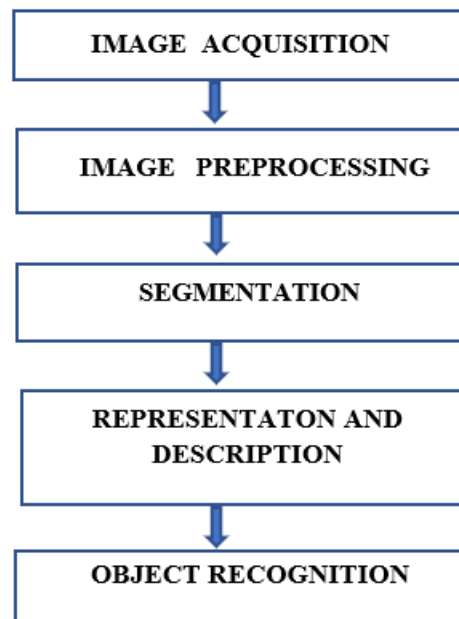 IMAGE ACQUISITION
IMAGE PREPROCESSING
SEGMENTATION
REPRESENTATON AND
DESCRIPTION
OBJECT RECOGNITION